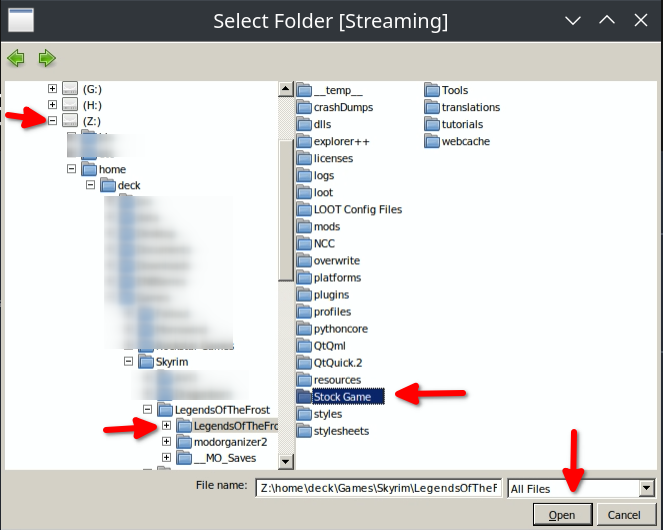 Select Folder [Streaming]
(G:)
(H:)
(Z:)
home
deck
Skyrim
LegendsOfTheFrost
LegendsOfTheFro
modorganizer2
__MO_Saves
__temp__
crashDumps
dlls
explorer++
licenses
logs
loot
LOOT Config Files
mods
NCC
overwrite
platforms
plugins
profiles
pythoncore
QtQml
QtQuick.2
resources
Stock Game
styles
stylesheets
Tools
translations
tutorials
webcache
File name: Z:\home\deck\Games\Skyrim\LegendsOfTheF
All Files
Open Cancel